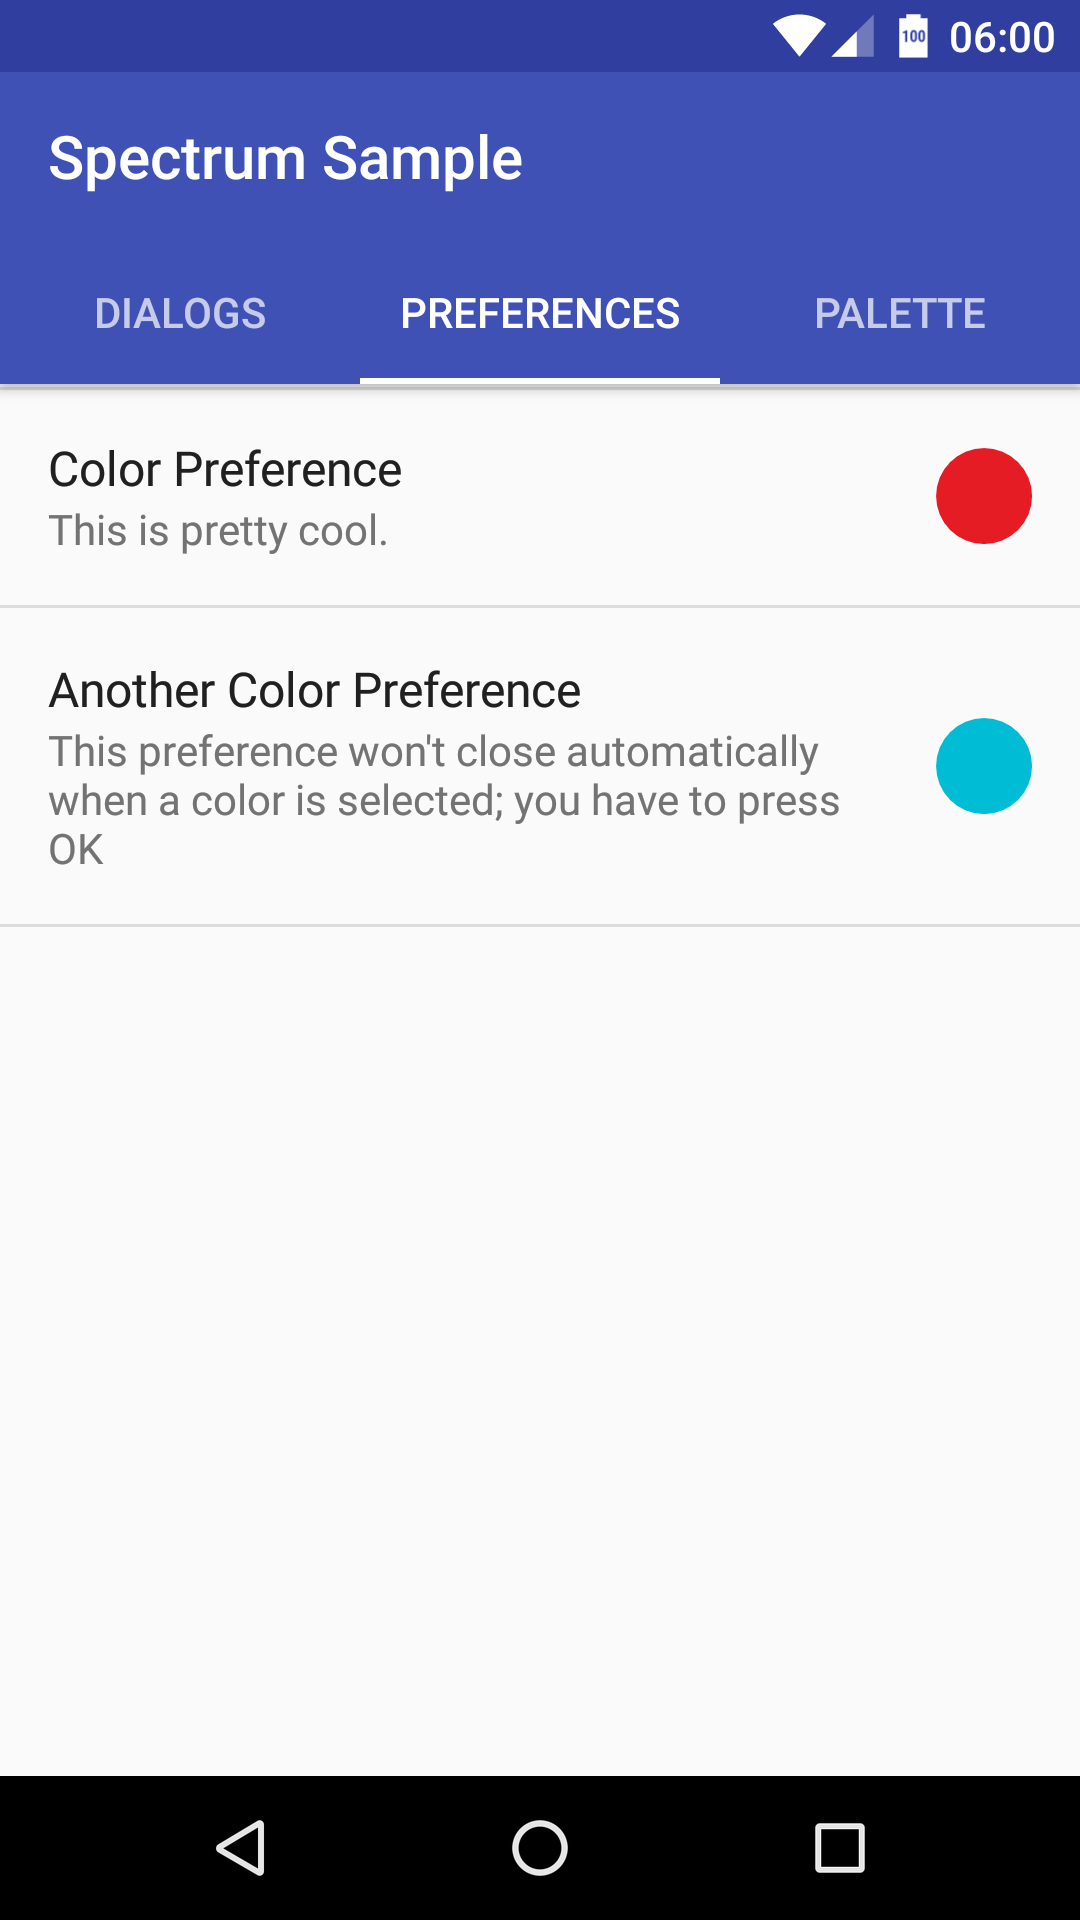 100 06:00
Spectrum Sample
DIALOGS PREFERENCES PALETTE
Color Preference
This is pretty cool.
Another Color Preference
This preference won't close automatically
when a color is selected; you have to press
OK